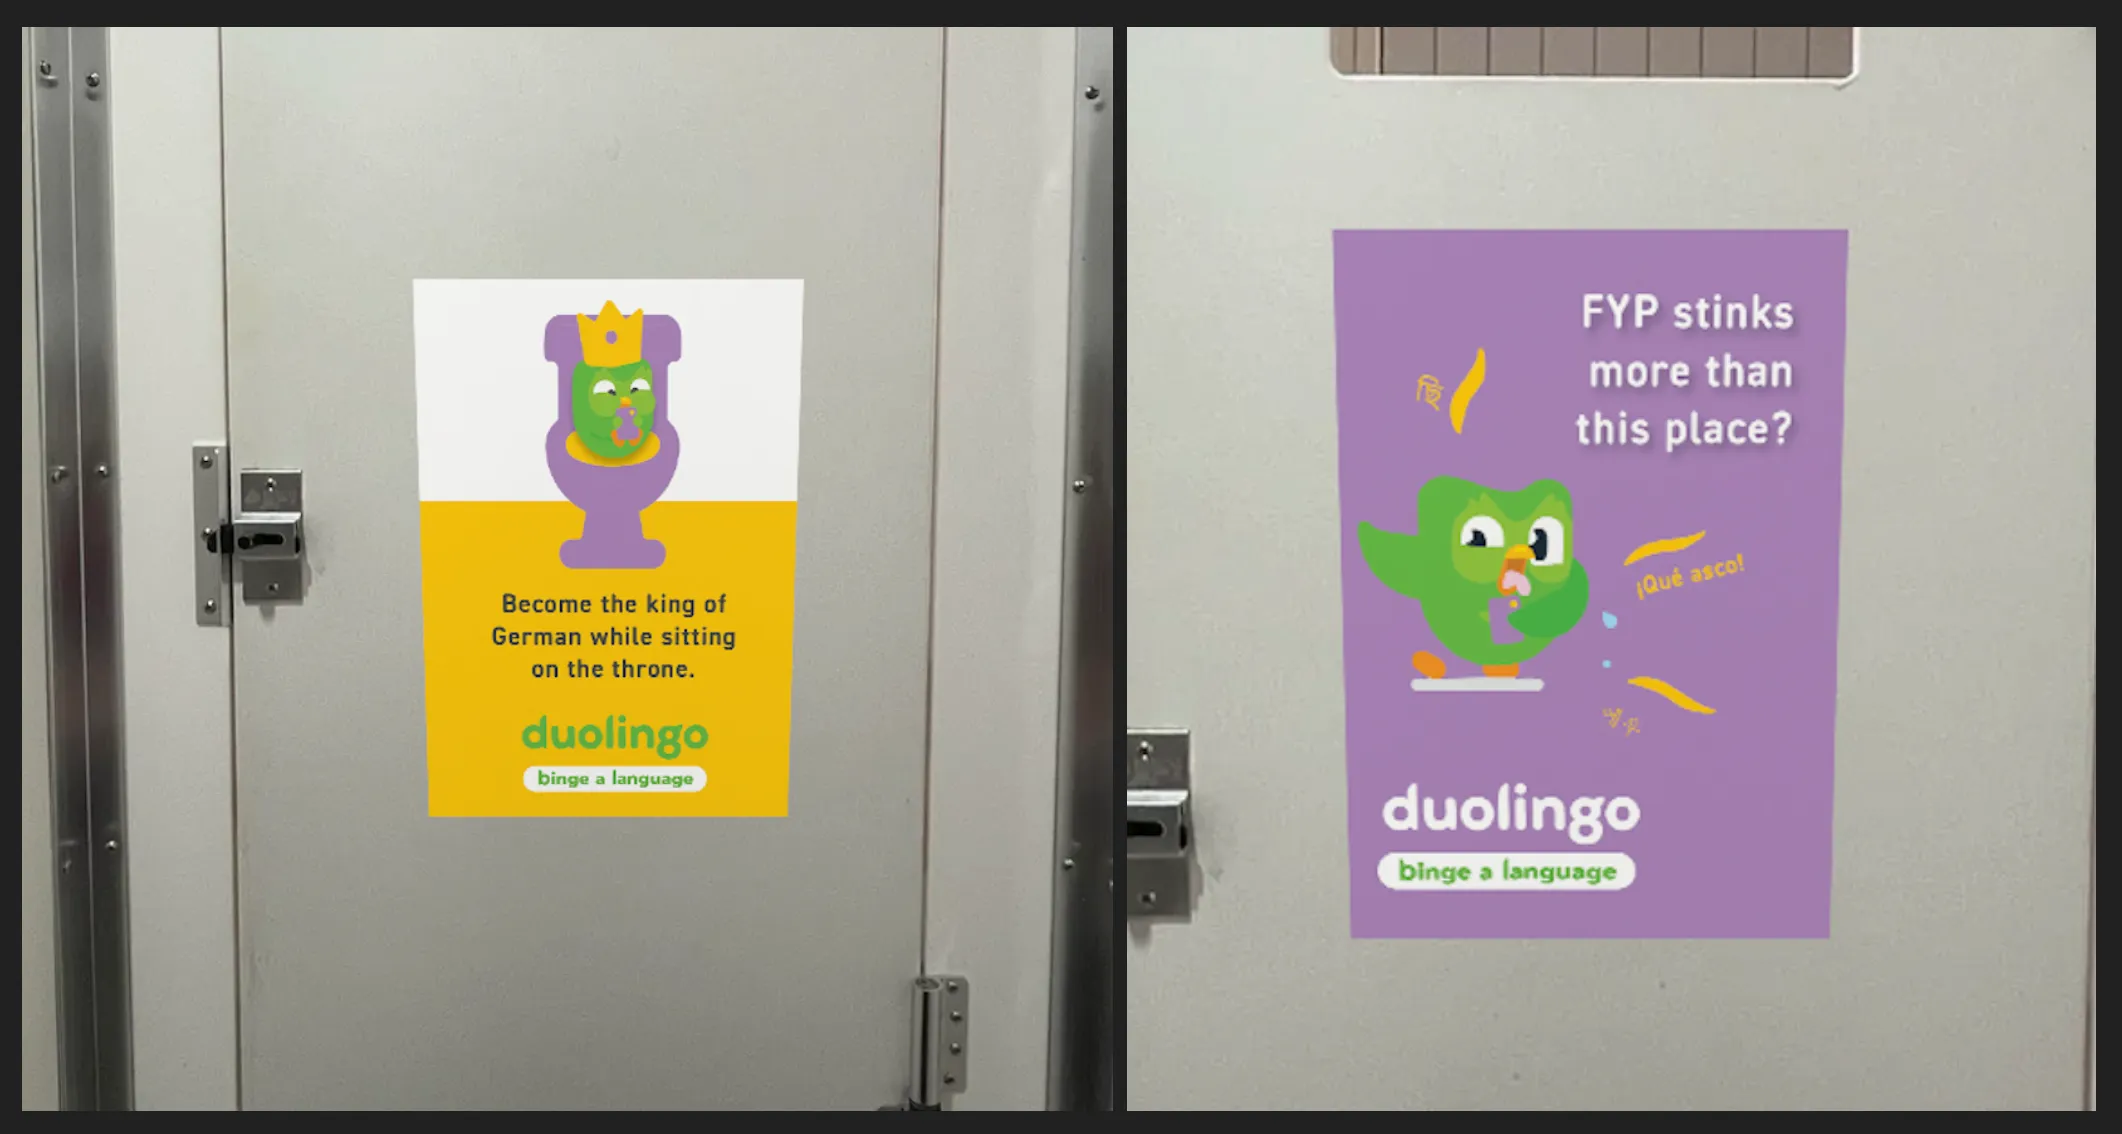 Become the king of
German while sitting
on the throne.
duolingo
binge a language
FYP stinks
more than
this place?
¡Qué asco!
duolingo
binge a language